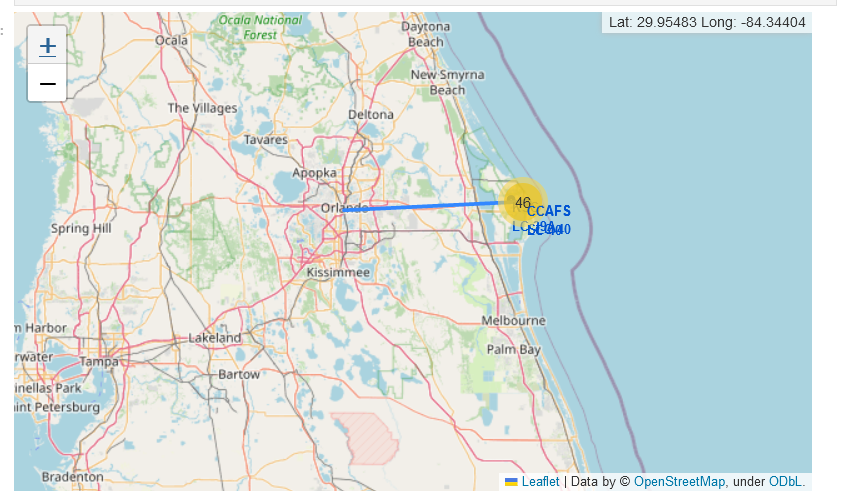 Lat: 29.95483 Long: -84.34404
+
−
Ocala National
Forest
Daytona
Beach
Ocala
New Smyrna
Beach
The Villages
Deltona
Tavares
Apopka
46
Orlando
CCAFS
Spring Hill
Kissimmee
Melbourne
m Harbor
Lakeland
Palm Bay
rwater
Tampa
Bartow
inellas Park
int Petersburg
Bradenton
Leaflet | Data by © OpenStreetMap, under ODbL.